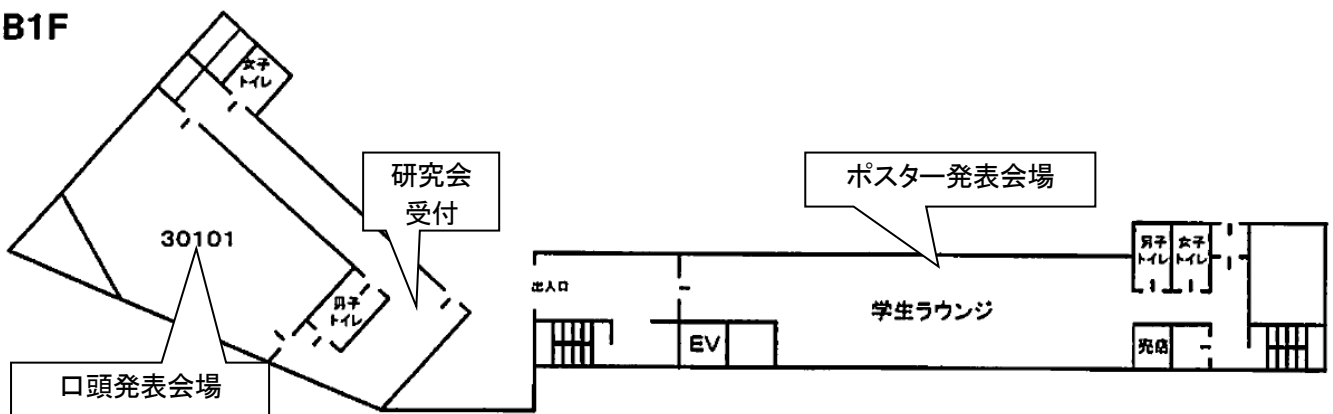 B1F
女子
トイレ
研究会
受付
ポスター発表会場
30101
男子
トイレ
女子
トイレ
出入口
男子
トイレ
学生ラウンジ
EV
売店
口頭発表会場